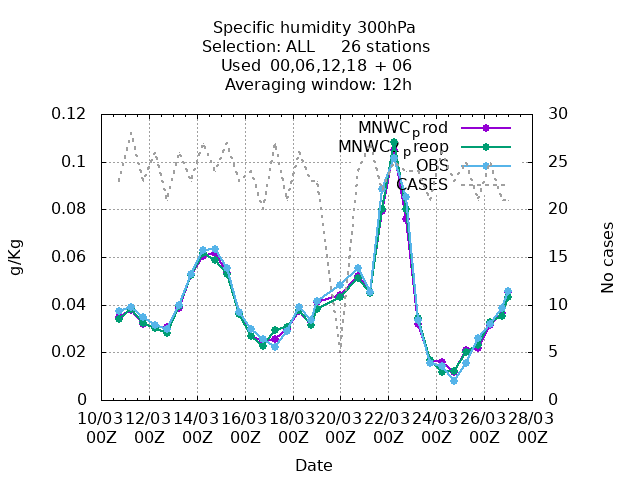 Specific humidity 300hPa
Selection: ALL 26 stations
Used 00,06,12,18 + 06
Averaging window: 12h
0.12 30
MNWC_prod
MNWC_preop
OBS
CASES
0.1 25
0.08 20
0.06 15
0.04 10
0.02 5
0 0
g/Kg
No cases
10/03 12/03 14/03 16/03 18/03 20/03 22/03 24/03 26/03 28/03
00Z 00Z 00Z 00Z 00Z 00Z 00Z 00Z 00Z 00Z
Date